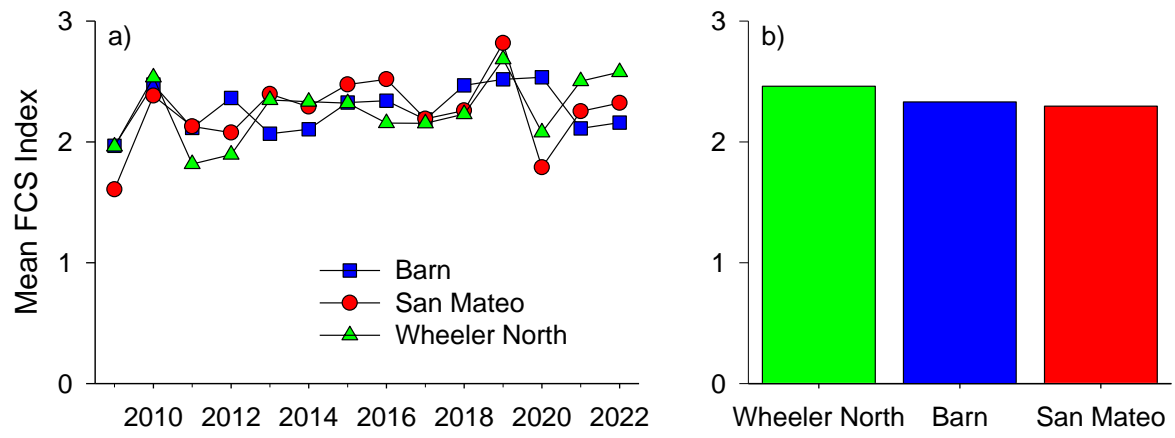 a)
Mean FCS Index
3
2
1
0
Barn
San Mateo
Wheeler North
2010 2012 2014 2016 2018 2020 2022
b)
3
2
1
0
Wheeler North Barn San Mateo